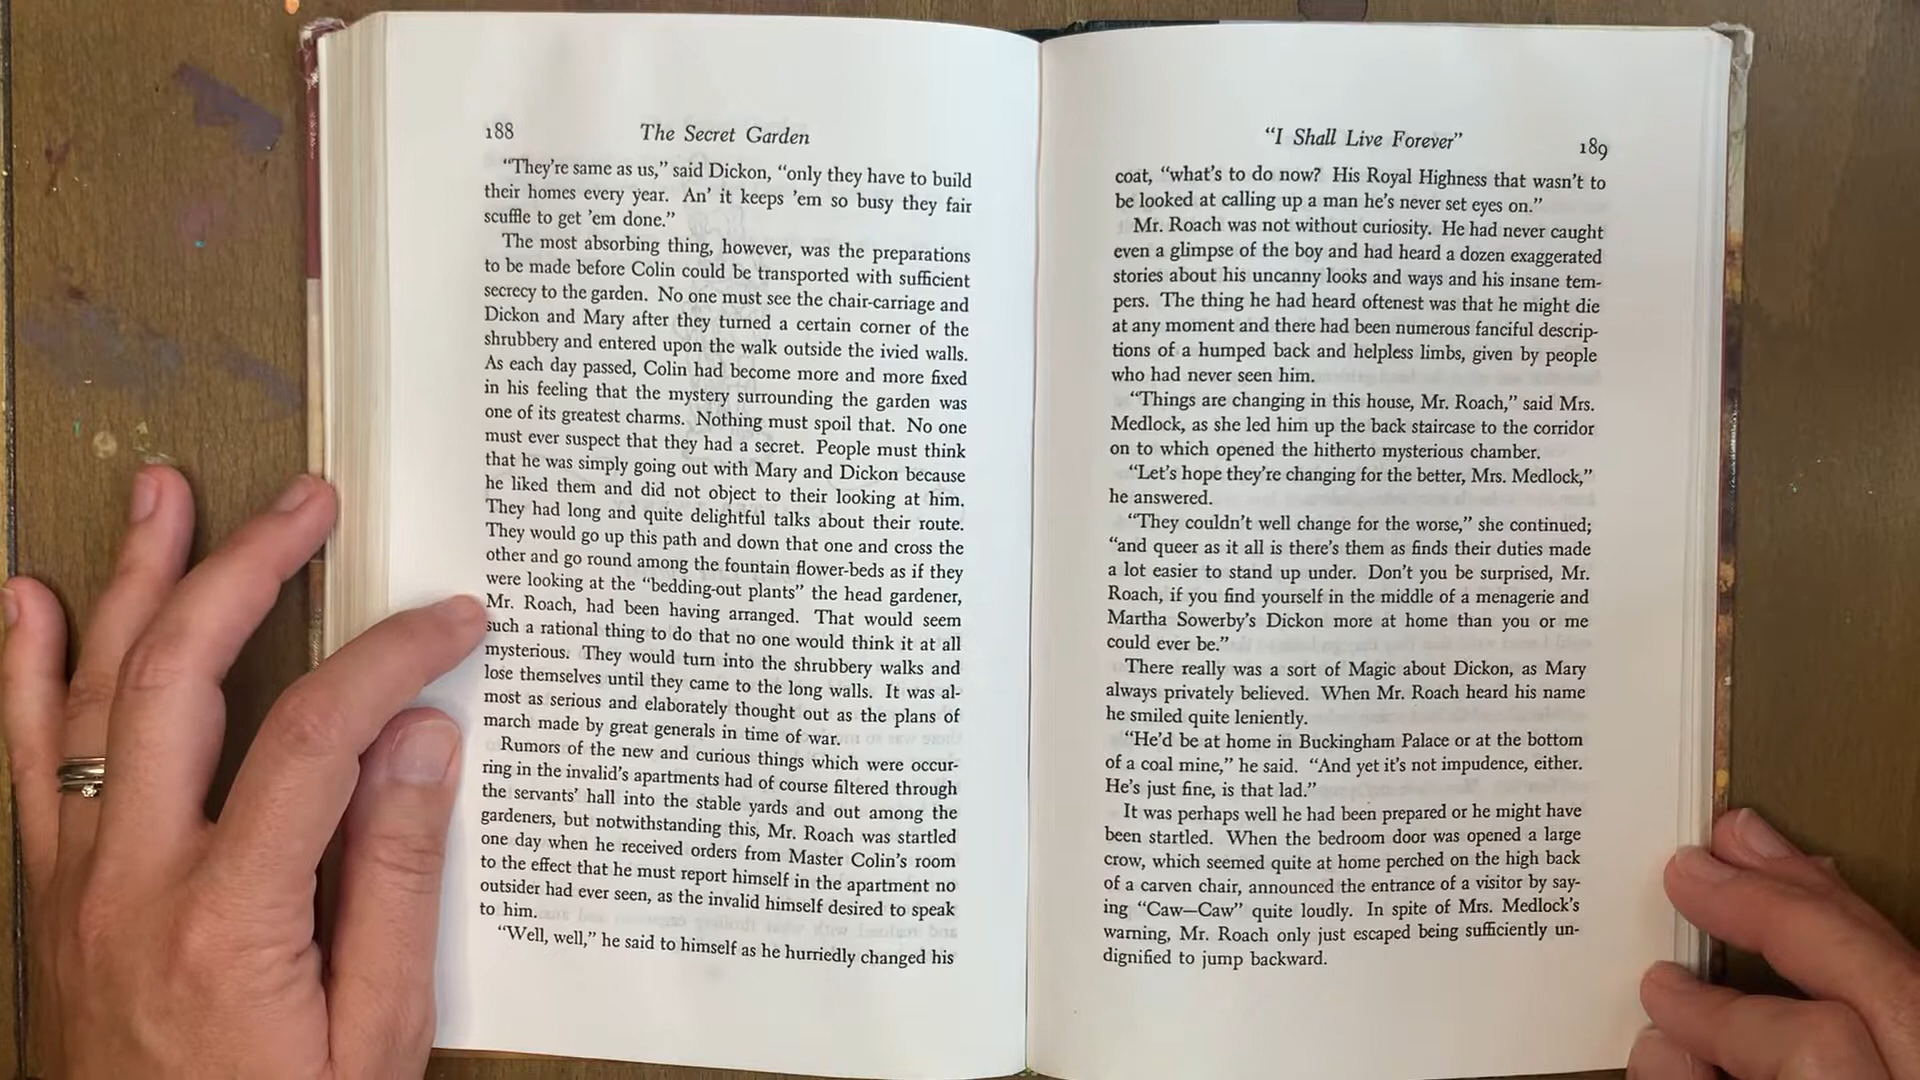 188
The Secret Garden
“They’re same as us,” said Dickon, “only they have to build
their homes every year. An’ it keeps ’em so busy they fair
scuffle to get ’em done.”
The most absorbing thing, however, was the preparations
to be made before Colin could be transported with sufficient
secrecy to the garden. No one must see the chair-carriage and
Dickon and Mary after they turned a certain corner of the
shrubbery and entered upon the walk outside the ivied walls.
As each day passed, Colin had become more and more fixed
in his feeling that the mystery surrounding the garden was
one of its greatest charms. Nothing must spoil that. No one
must ever suspect that they had a secret. People must think
that he was simply going out with Mary and Dickon because
he liked them and did not object to their looking at him.
They had long and quite delightful talks about their route.
They would go up this path and down that one and cross the
other and go round among the fountain flower-beds as if they
were looking at the “bedding-out plants” the head gardener,
Mr. Roach, had been having arranged. That would seem
such a rational thing to do that no one would think it at all
mysterious. They would turn into the shrubbery walks and
lose themselves until they came to the long walls. It was al-
most as serious and elaborately thought out as the plans of
march made by great generals in time of war.
Rumors of the new and curious things which were occur-
ring in the invalid’s apartments had of course filtered through
the servants’ hall into the stable yards and out among the
gardeners, but notwithstanding this, Mr. Roach was startled
one day when he received orders from Master Colin’s room
to the effect that he must report himself in the apartment no
outsider had ever seen, as the invalid himself desired to speak
to him.
“Well, well,” he said to himself as he hurriedly changed his
“I Shall Live Forever”
189
coat, “what’s to do now? His Royal Highness that wasn’t to
be looked at calling up a man he’s never set eyes on.”
Mr. Roach was not without curiosity. He had never caught
even a glimpse of the boy and had heard a dozen exaggerated
stories about his uncanny looks and ways and his insane tem-
pers. The thing he had heard oftenest was that he might die
at any moment and there had been numerous fanciful descrip-
tions of a humped back and helpless limbs, given by people
who had never seen him.
“Things are changing in this house, Mr. Roach,” said Mrs.
Medlock, as she led him up the back staircase to the corridor
on to which opened the hitherto mysterious chamber.
“Let’s hope they’re changing for the better, Mrs. Medlock,”
he answered.
“They couldn’t well change for the worse,” she continued;
“and queer as it all is there’s them as finds their duties made
a lot easier to stand up under. Don’t you be surprised, Mr.
Roach, if you find yourself in the middle of a menagerie and
Martha Sowerby’s Dickon more at home than you or me
could ever be.”
There really was a sort of Magic about Dickon, as Mary
always privately believed. When Mr. Roach heard his name
he smiled quite leniently.
“He’d be at home in Buckingham Palace or at the bottom
of a coal mine,” he said. “And yet it’s not impudence, either.
He’s just fine, is that lad.”
It was perhaps well he had been prepared or he might have
been startled. When the bedroom door was opened a large
crow, which seemed quite at home perched on the high back
of a carven chair, announced the entrance of a visitor by say-
ing “Caw—Caw” quite loudly. In spite of Mrs. Medlock’s
warning, Mr. Roach only just escaped being sufficiently un-
dignified to jump backward.